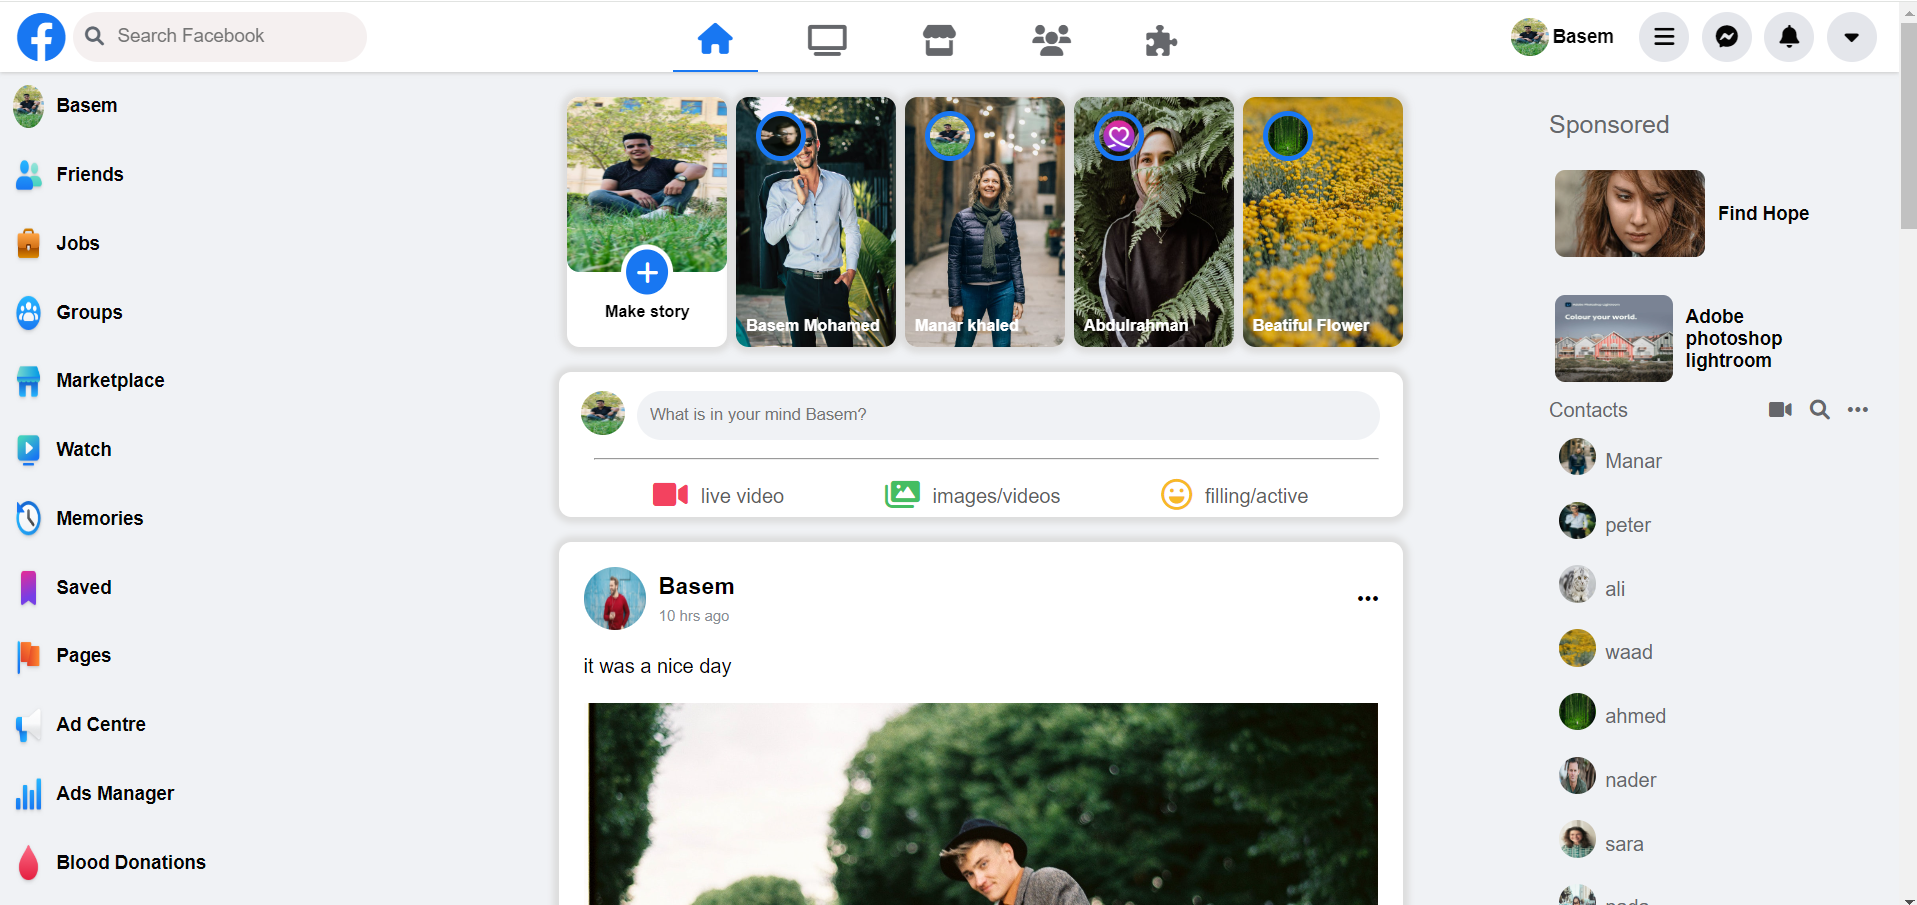 Search Facebook
Basem
Basem
Friends
Jobs
Groups
Marketplace
Watch
Memories
Saved
Pages
Ad Centre
Ads Manager
Blood Donations
Make story
Basem Mohamed
Manar khaled
Abdulrahman
Beatiful Flower
What is in your mind Basem?
live video
images/videos
filling/active
Basem
10 hrs ago
it was a nice day
Sponsored
Find Hope
Colour your world.
Adobe
photoshop
lightroom
Contacts
Manar
peter
ali
waad
ahmed
nader
sara